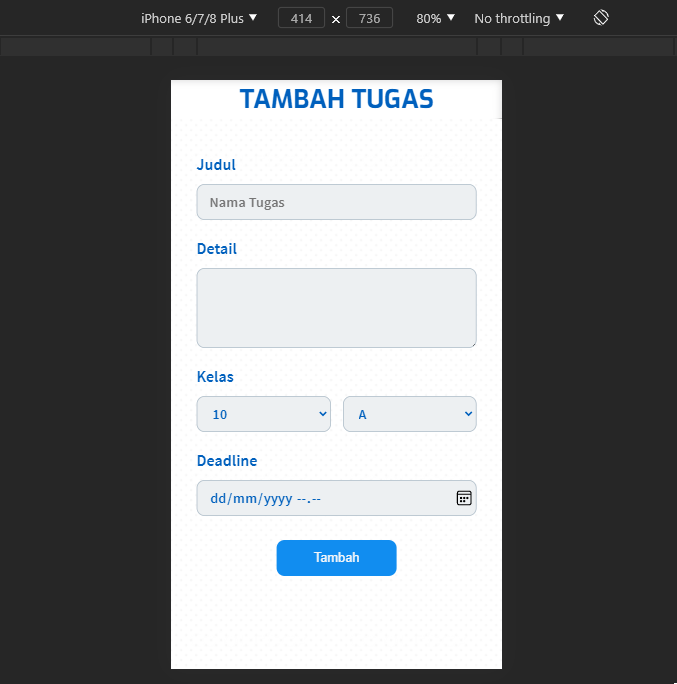 iPhone 6/7/8 Plus ▼ 414 × 736 80% ▼ No throttling ▼
TAMBAH TUGAS
Judul
Nama Tugas
Detail
Kelas
10 A
Deadline
dd/mm/yyyy --.--
Tambah